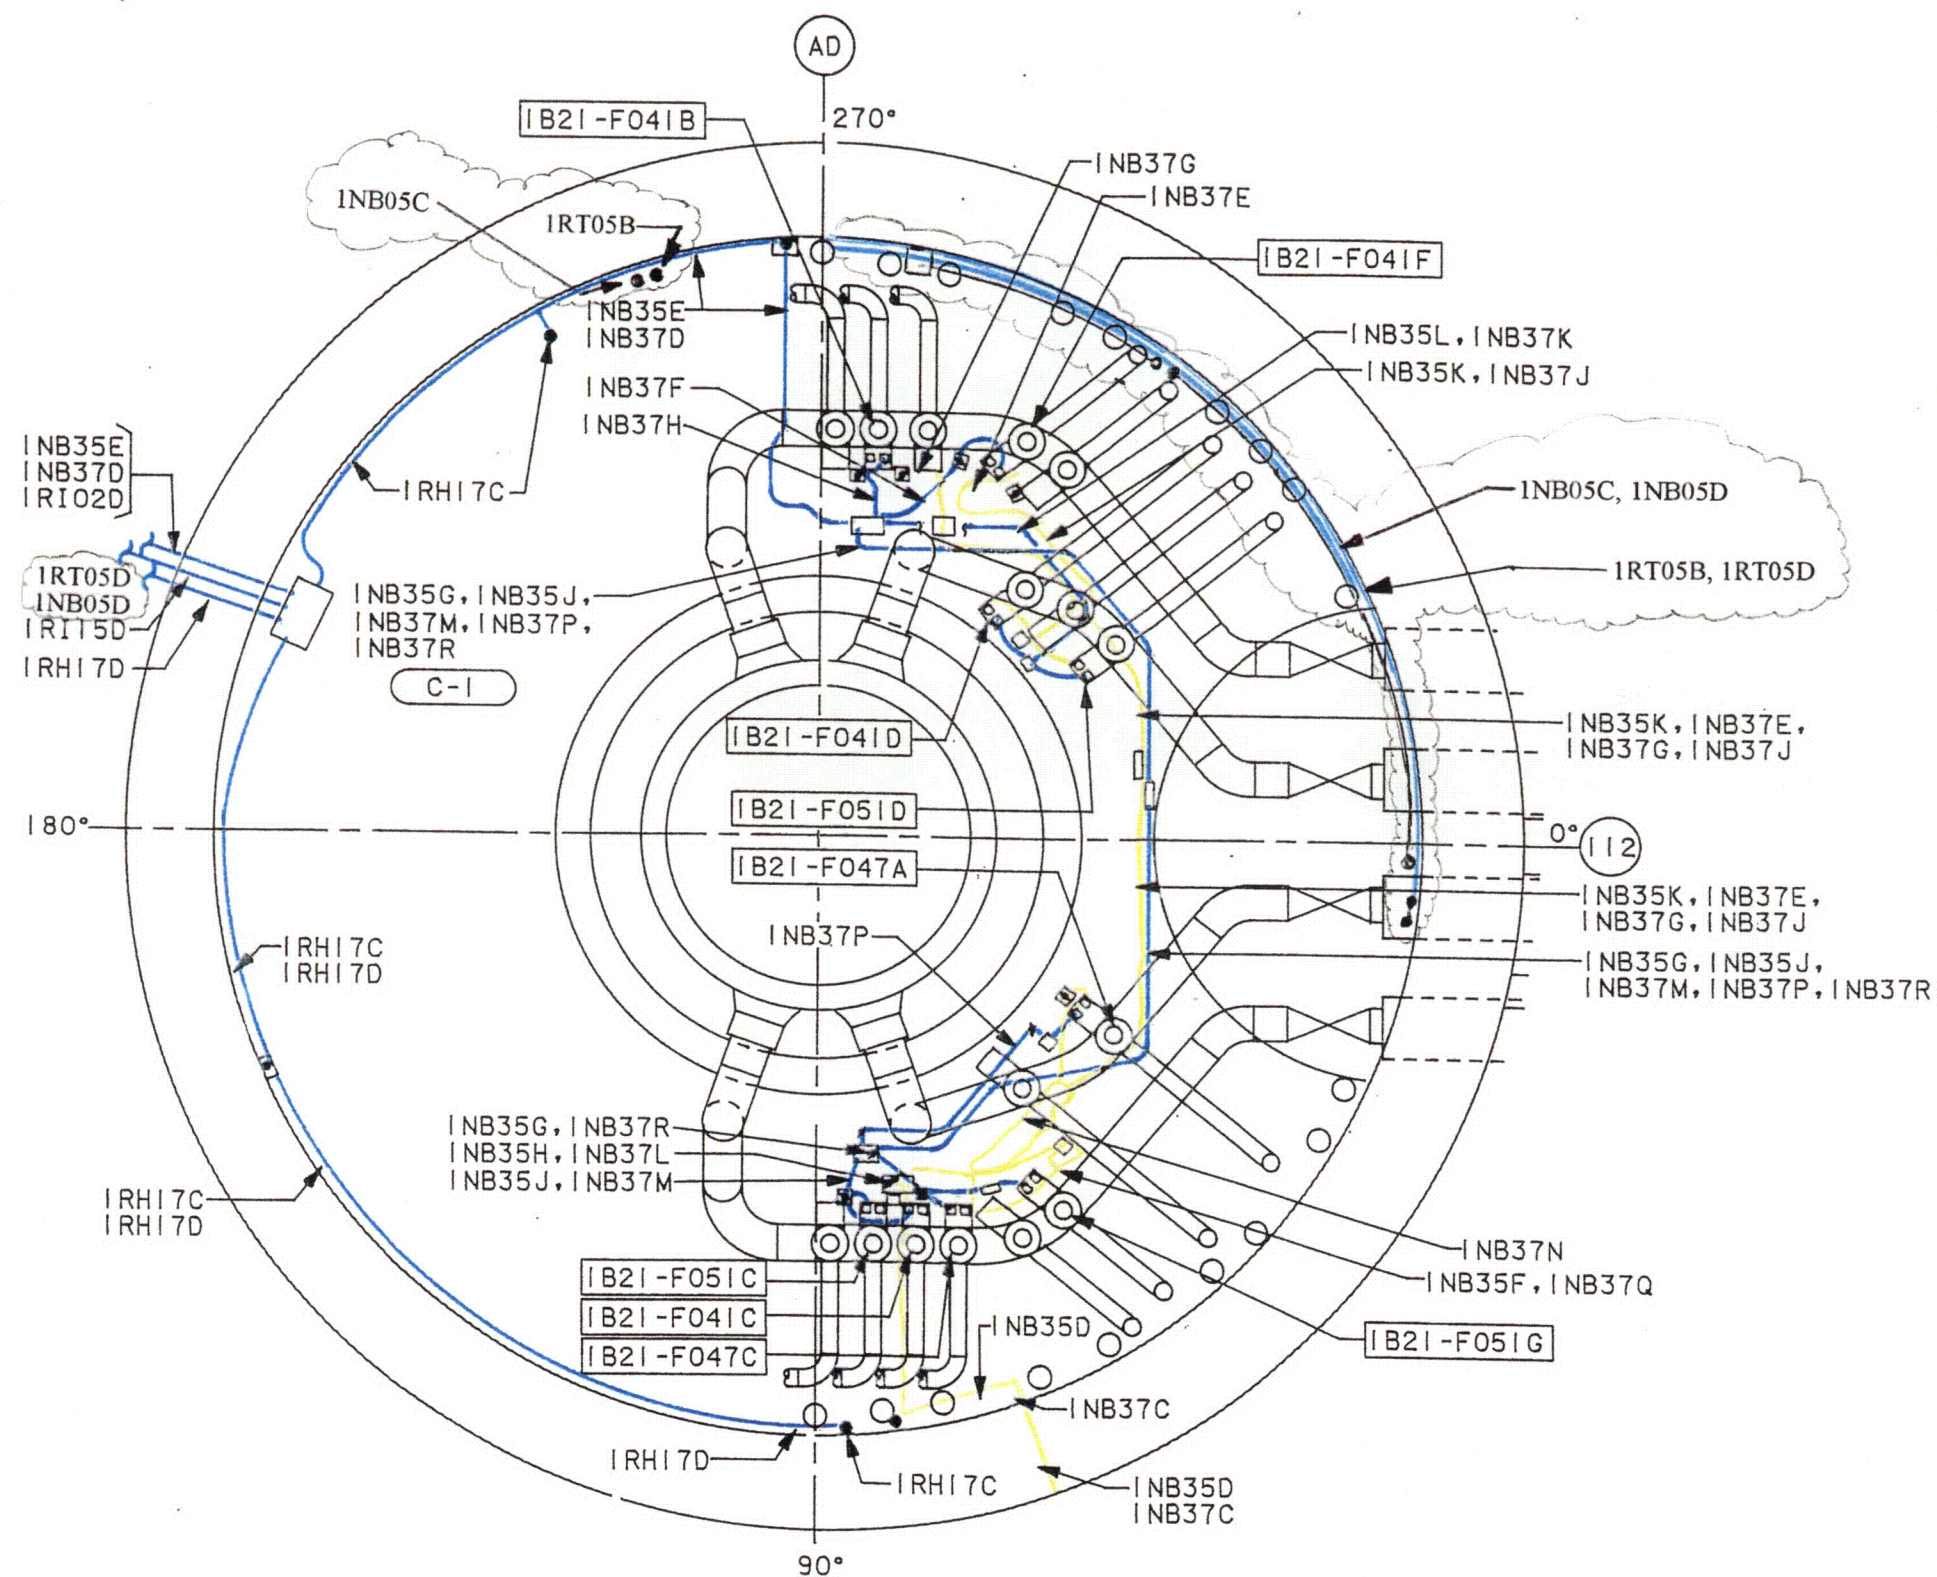 AD
270°
1B21-F041B
1NB37G
1NB37E
1NB05C
1RT05B
1B21-F041F
1NB35E
1NB37D
1NB35L, 1NB37K
1NB35K, 1NB37J
1NB37F
1NB37H
1NB35E
1NB37D
1RI02D
1RH17C
1NB05C, 1NB05D
1RT05B, 1RT05D
1RT05D
1NB05D
1RI15D
1RH17D
1NB35G, 1NB35J,
1NB37M, 1NB37P,
1NB37R
C-1
1B21-F041D
1NB35K, 1NB37E,
1NB37G, 1NB37J
1B21-F051D
180°
0°
112
1B21-F047A
1NB35K, 1NB37E,
1NB37G, 1NB37J
1NB37P
1RH17C
1RH17D
1NB35G, 1NB35J,
1NB37M, 1NB37P, 1NB37R
1NB35G, 1NB37R
1NB35H, 1NB37L
1NB35J, 1NB37M
1RH17C
1RH17D
1NB37N
1NB35F, 1NB37Q
1B21-F051C
1B21-F041C
1B21-F047C
1NB35D
1B21-F051G
1NB37C
1RH17D
1RH17C
1NB35D
1NB37C
90°